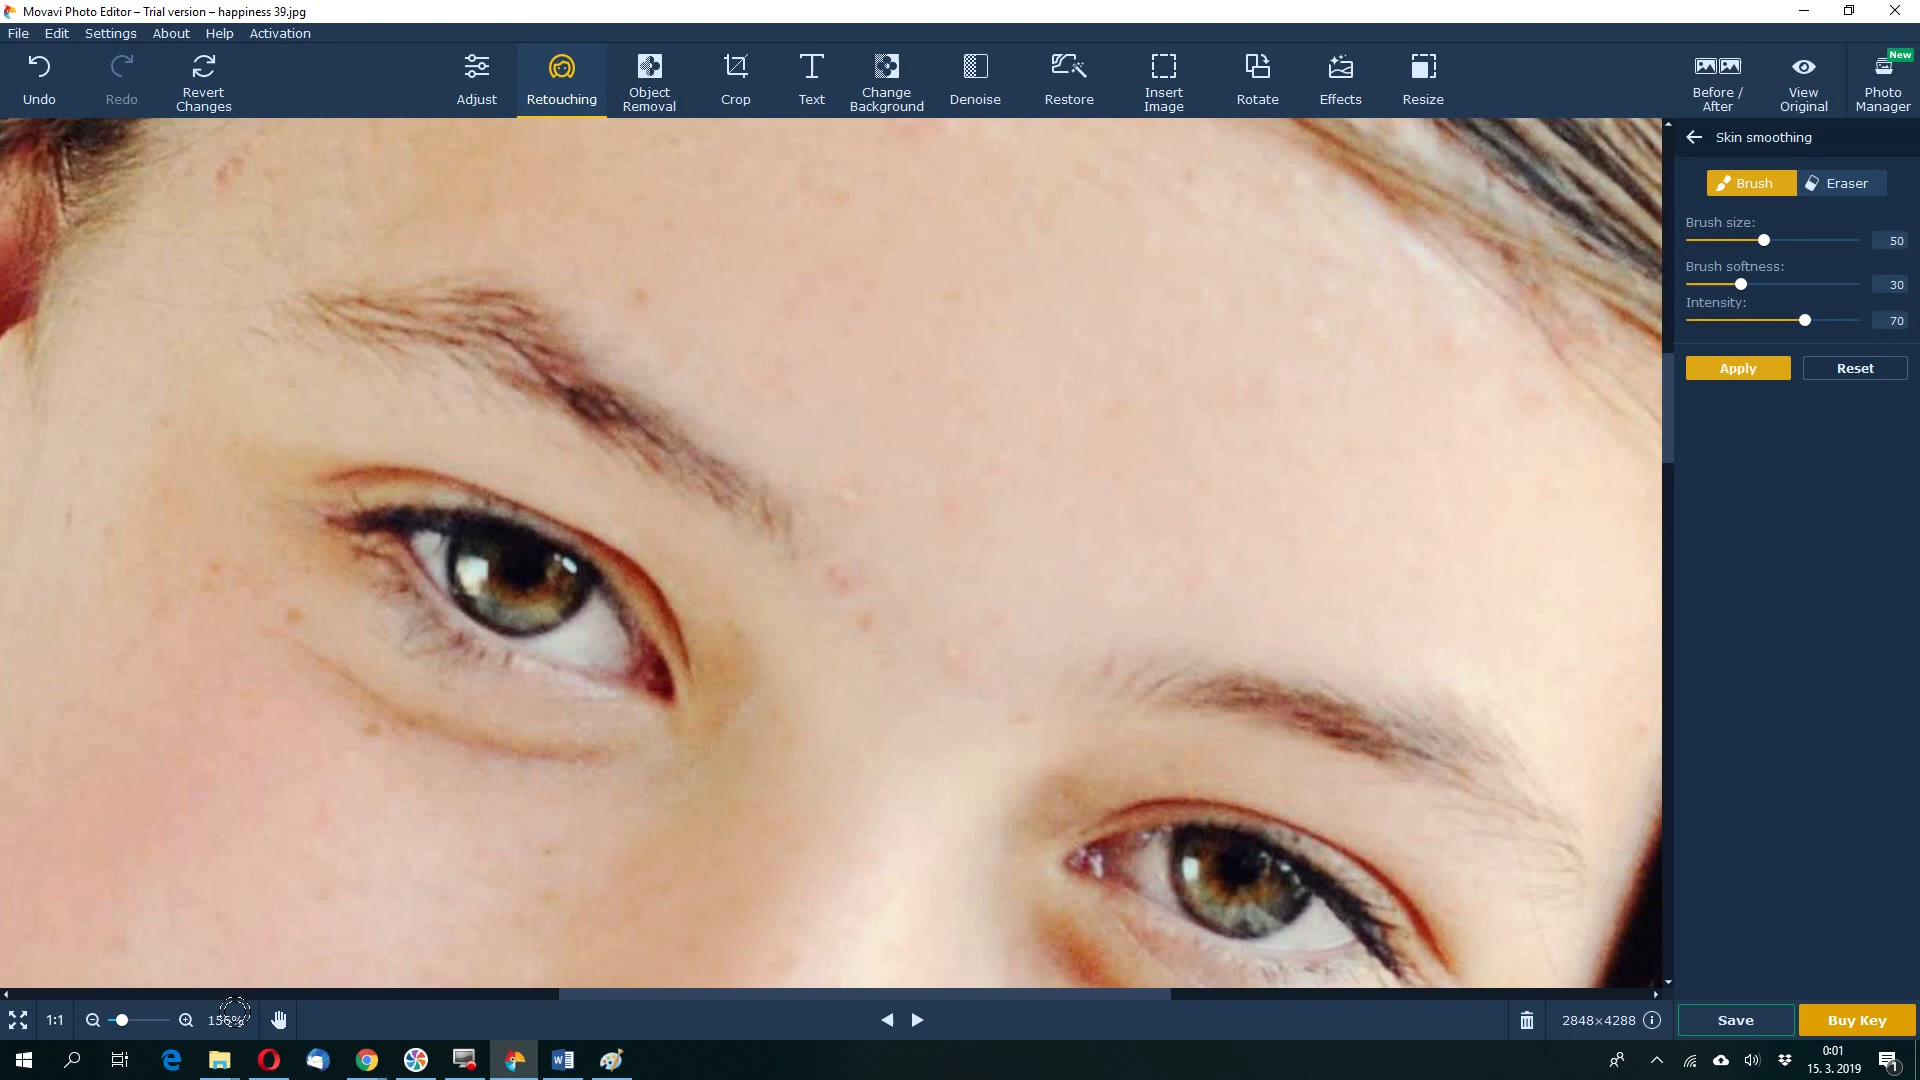 Movavi Photo Editor – Trial version – happiness 39.jpg
File Edit Settings About Help Activation
Undo
Redo
Revert Changes
Adjust
Retouching
Object Removal
Crop
Text
Change Background
Denoise
Restore
Insert Image
Rotate
Effects
Resize
Before / After
View Original
New
Photo Manager
Skin smoothing
Brush Eraser
Brush size:
50
Brush softness:
30
Intensity:
70
Apply Reset
1:1
156%
2848×4288
Save
Buy Key
0:01
15. 3. 2019
1